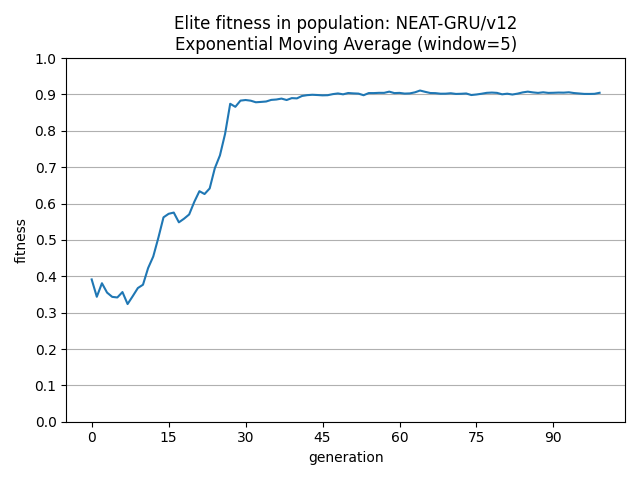 Elite fitness in population: NEAT-GRU/v12
Exponential Moving Average (window=5)
1.0
0.9
0.8
0.7
0.6
0.5
0.4
0.3
0.2
0.1
0.0
fitness
0 15 30 45 60 75 90
generation